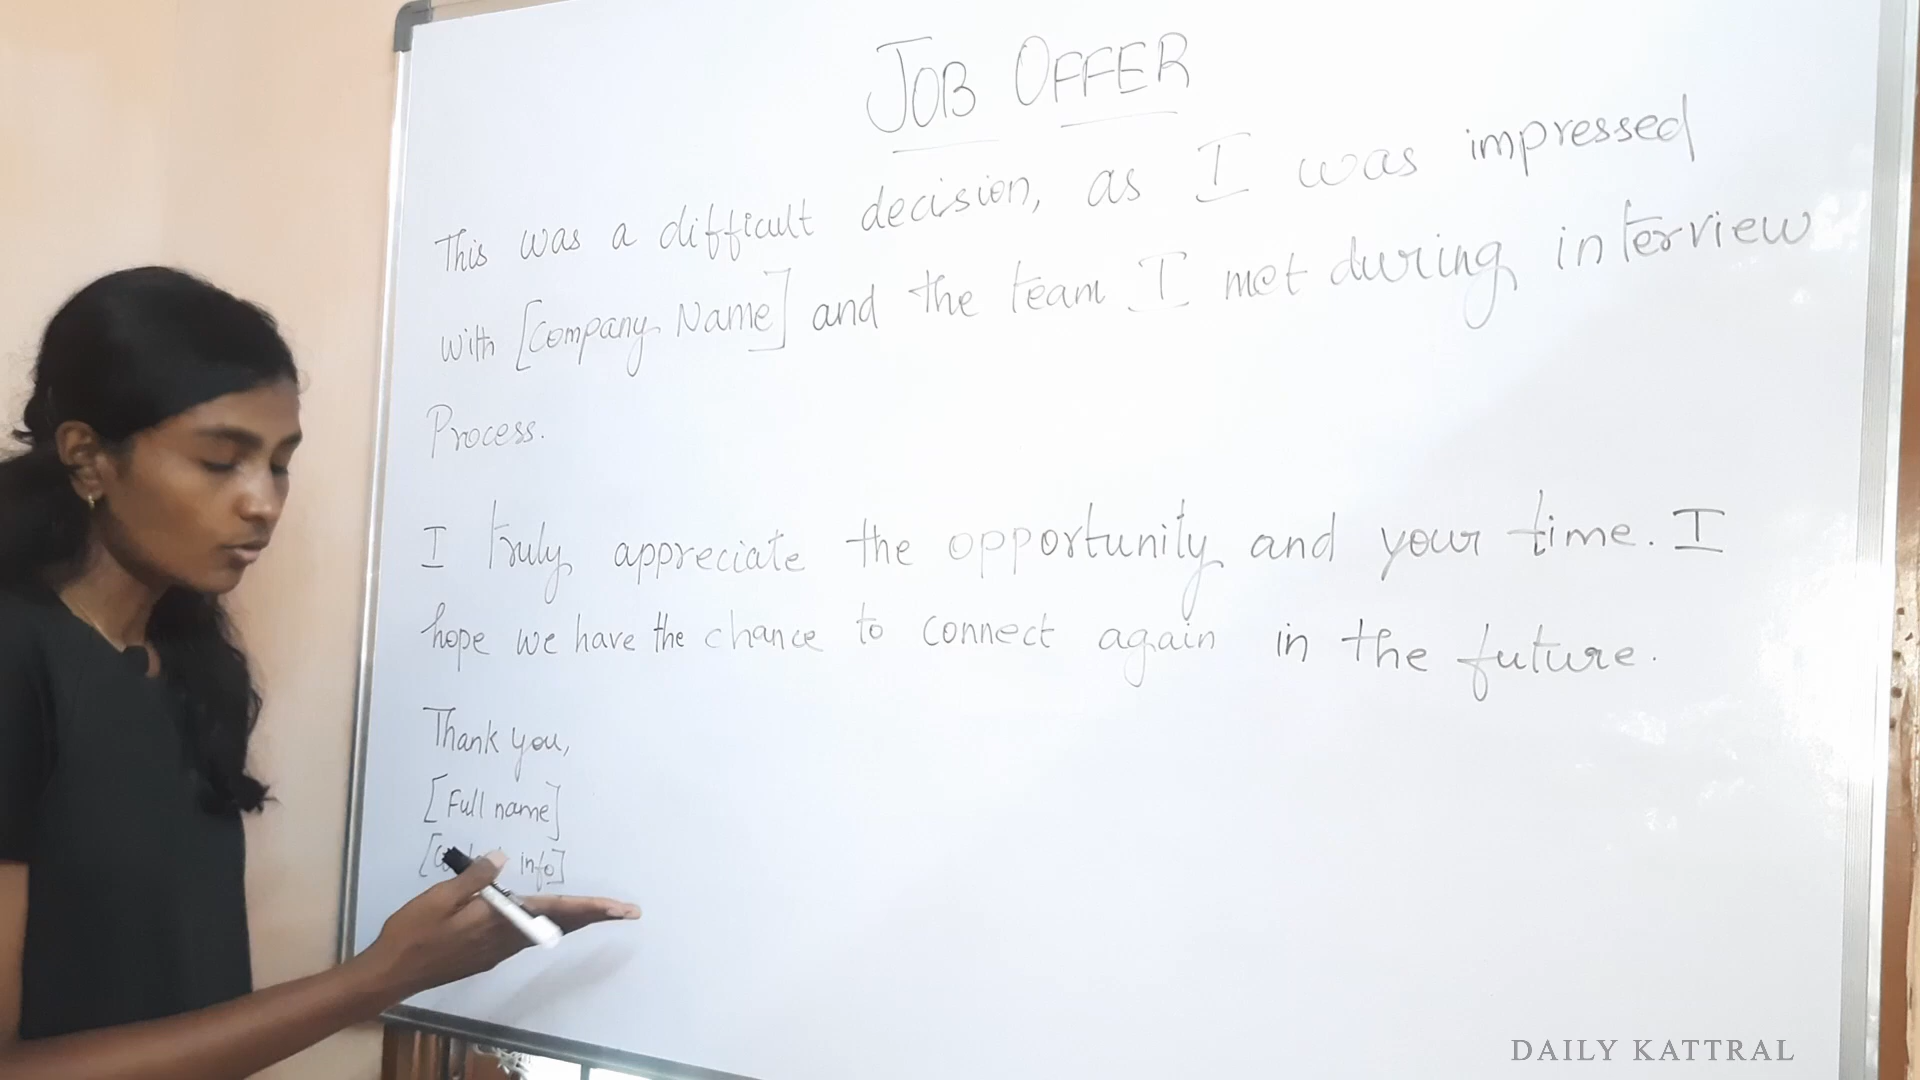 JOB OFFER
This was a difficult decision, as I was impressed
with [Company Name] and the team I met during interview
Process.
I truly appreciate the opportunity and your time. I
hope we have the chance to connect again in the future.
Thank you,
[Full name]
info]
DAILY KATTRAL